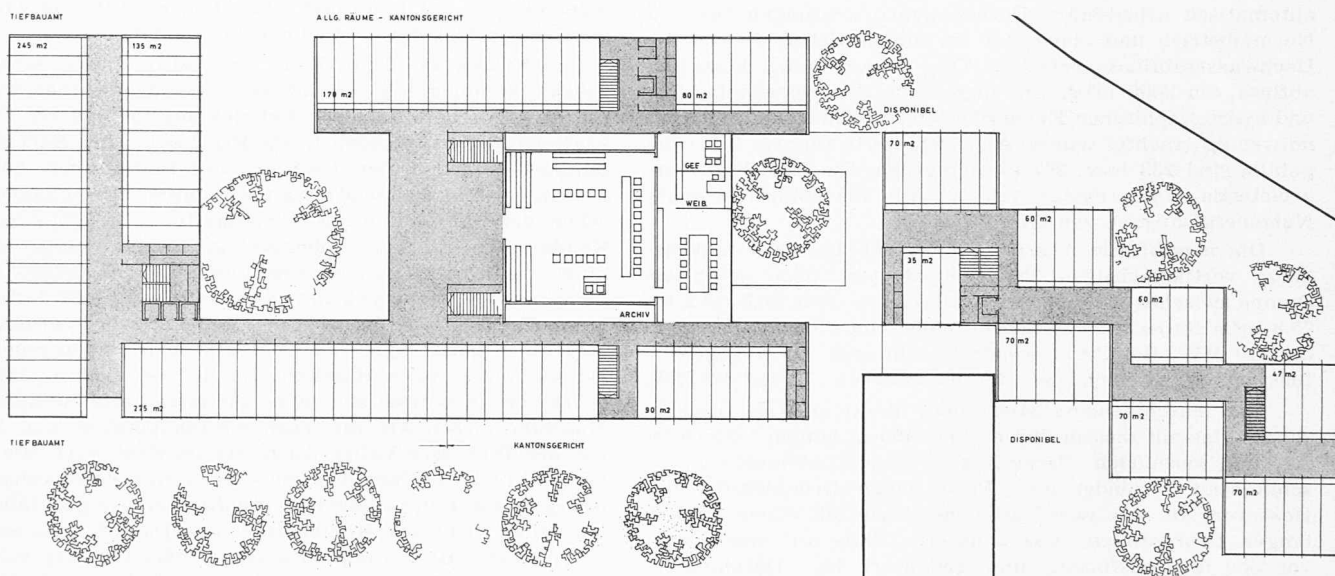 TIEFBAUAMT
ALLG. RÄUME – KANTONSGERICHT
245 m2
135 m2
178 m2
80 m2
DISPONIBEL
70 m2
GEF
WEIB.
60 m2
35 m2
60 m2
ARCHIV
70 m2
47 m2
275 m2
90 m2
70 m2
TIEFBAUAMT
KANTONSGERICHT
DISPONIBEL
70 m2